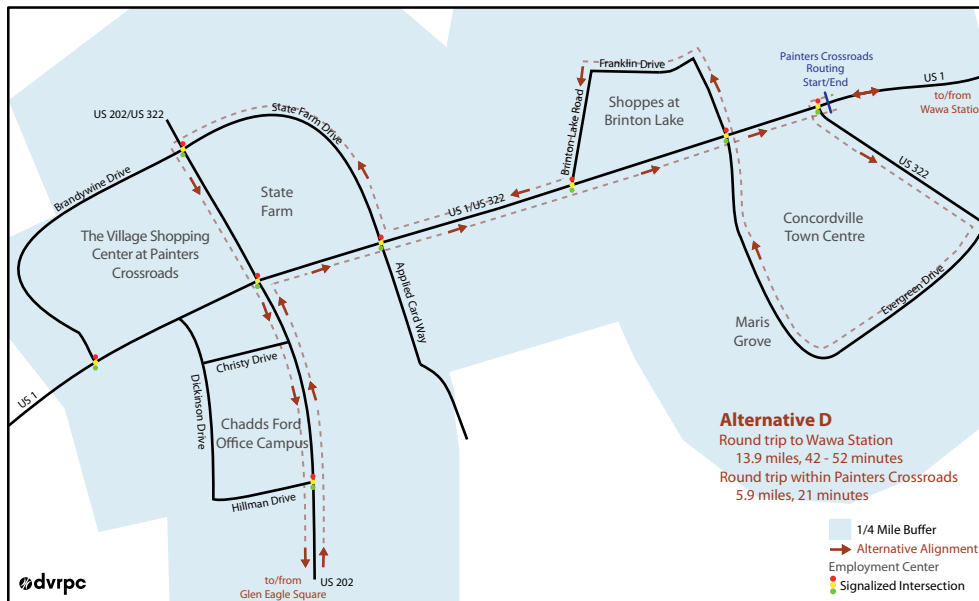 Painters Crossroads
Routing
Start/End
US 1
to/from
Wawa Station
Franklin Drive
Shoppes at
Brinton Lake
Brinton Lake Road
US 202/US 322
State Farm Drive
Brandywine Drive
State
Farm
US 322
US 1/US 322
The Village Shopping
Center at Painters
Crossroads
Concordville
Town Centre
Applied Card Way
Evergreen Drive
Maris
Grove
Christy Drive
Dickinson Drive
US 1
Chadds Ford
Office Campus
Hillman Drive
Alternative D
Round trip to Wawa Station
13.9 miles, 42 - 52 minutes
Round trip within Painters Crossroads
5.9 miles, 21 minutes
1/4 Mile Buffer
Alternative Alignment
Employment Center
Signalized Intersection
dvrpc
to/from
Glen Eagle Square
US 202